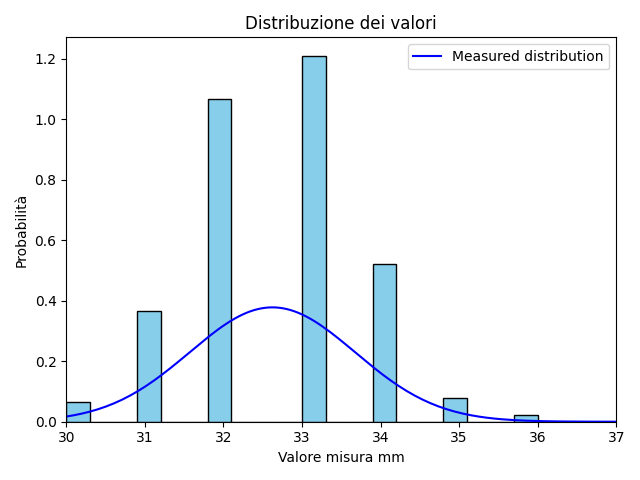 Distribuzione dei valori
Measured distribution
Probabilità
1.2
1.0
0.8
0.6
0.4
0.2
0.0
30 31 32 33 34 35 36 37
Valore misura mm